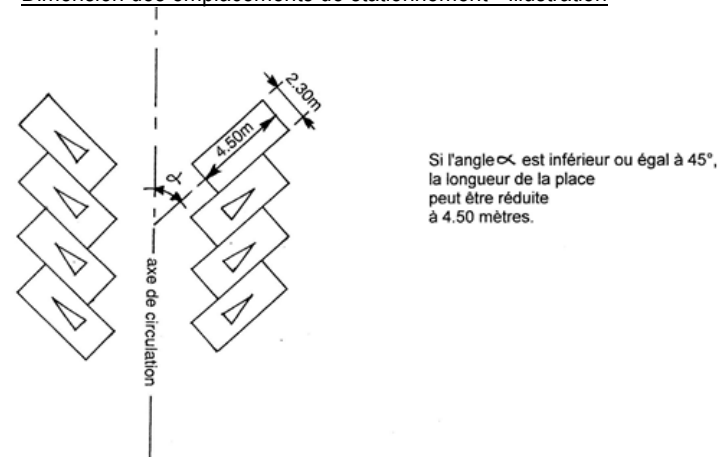 Dimension des emplacements de stationnement - illustration
2.30m
4.50m
α
Si l'angle α est inférieur ou égal à 45°,
la longueur de la place
peut être réduite
à 4.50 mètres.
axe de circulation